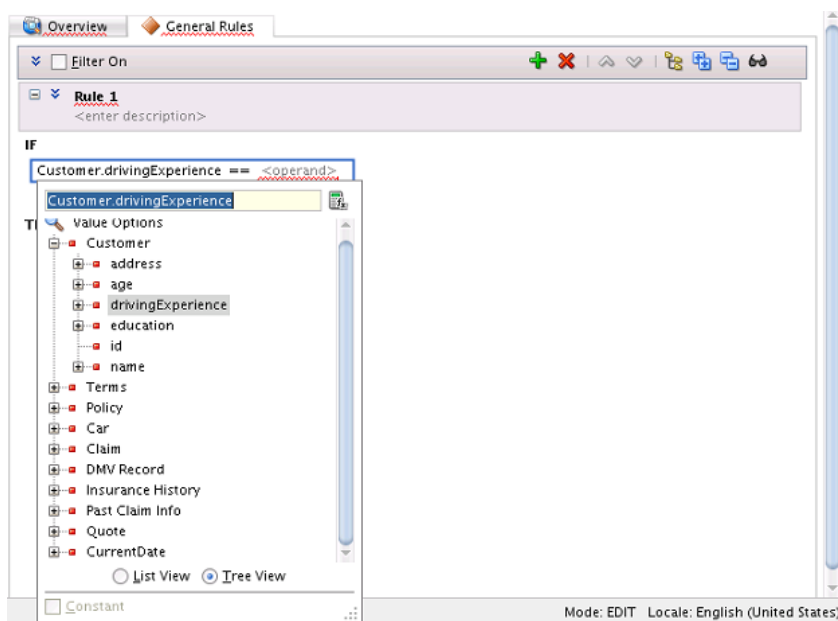 Overview General Rules
Filter On
Rule 1
<enter description>
IF
Customer.drivingExperience == <operand>
Customer.drivingExperience
Value Options
Customer
address
age
drivingExperience
education
id
name
Terms
Policy
Car
Claim
DMV Record
Insurance History
Past Claim Info
Quote
CurrentDate
List View Tree View
Constant
Mode: EDIT Locale: English (United States)